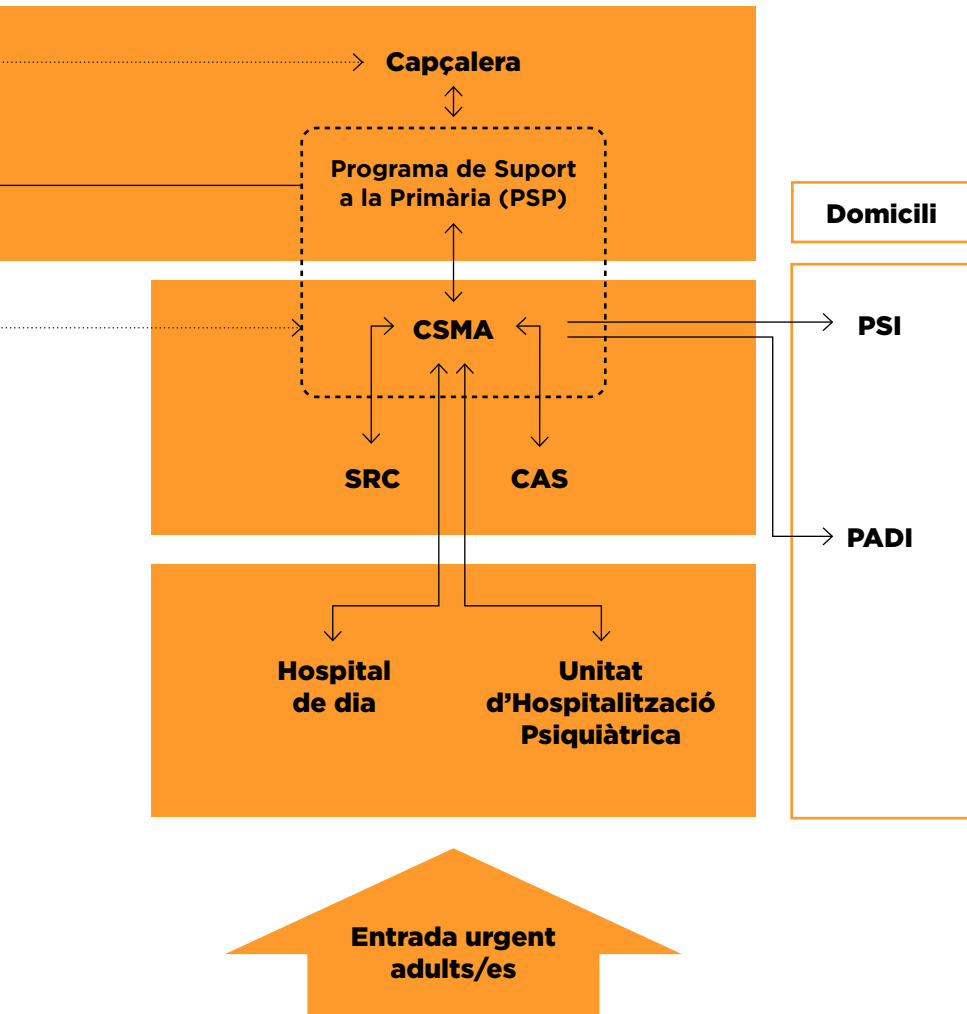 Capçalera
Programa de Suport
a la Primària (PSP)
Domicili
CSMA
PSI
SRC
CAS
PADI
Hospital
de dia
Unitat
d’Hospitalització
Psiquiàtrica
Entrada urgent
adults/es